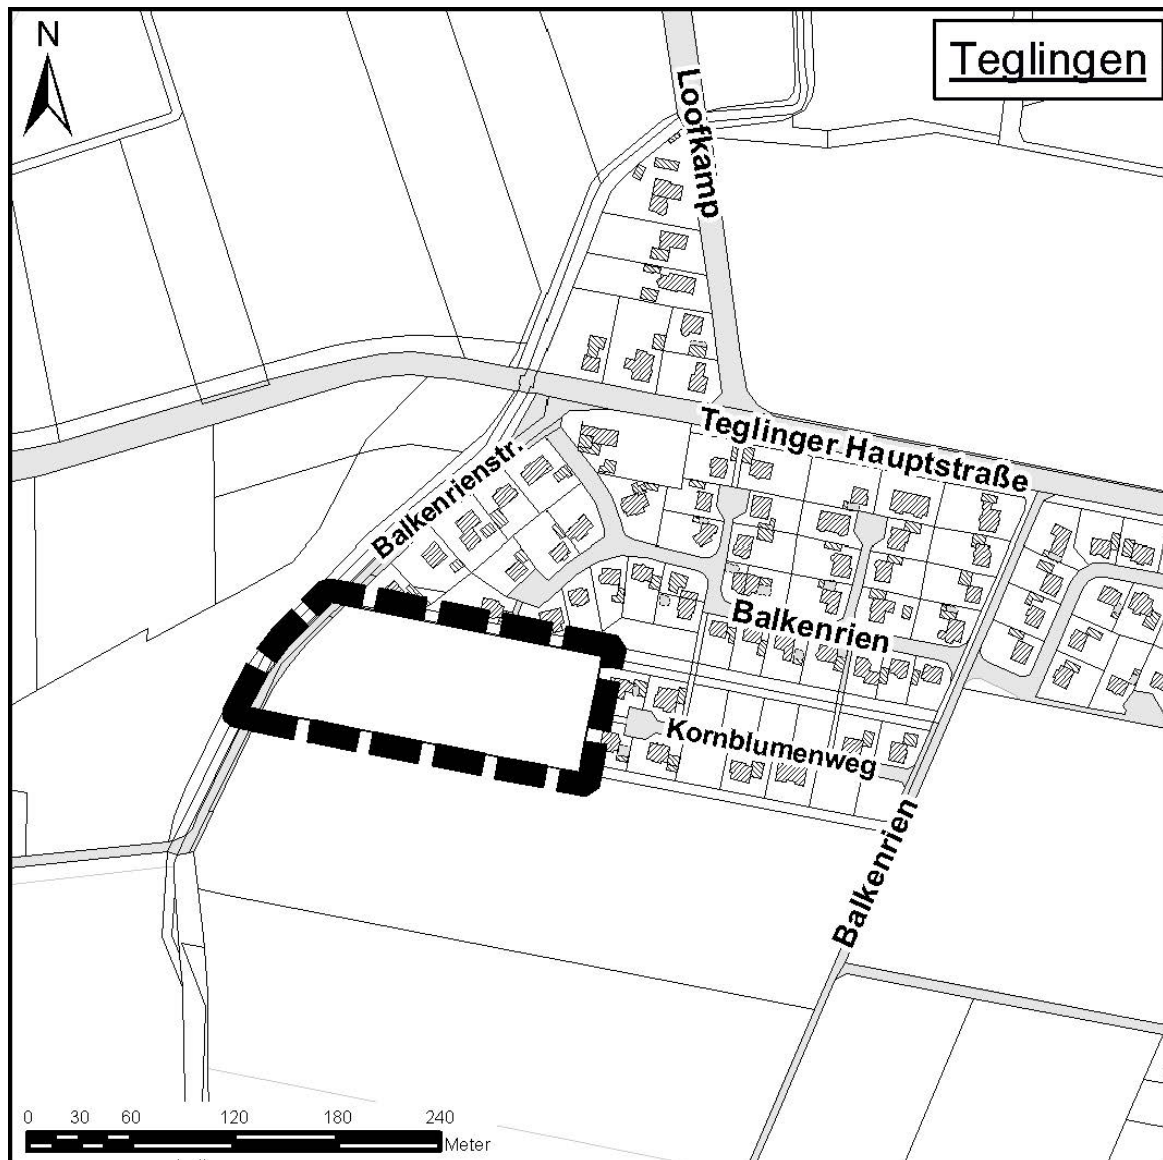 N
Teglingen
Loofkamp
Teglinger Hauptstraße
Balkenrienstr.
Balkenrien
Kornblumenweg
Balkenrien
0 30 60 120 180 240
Meter